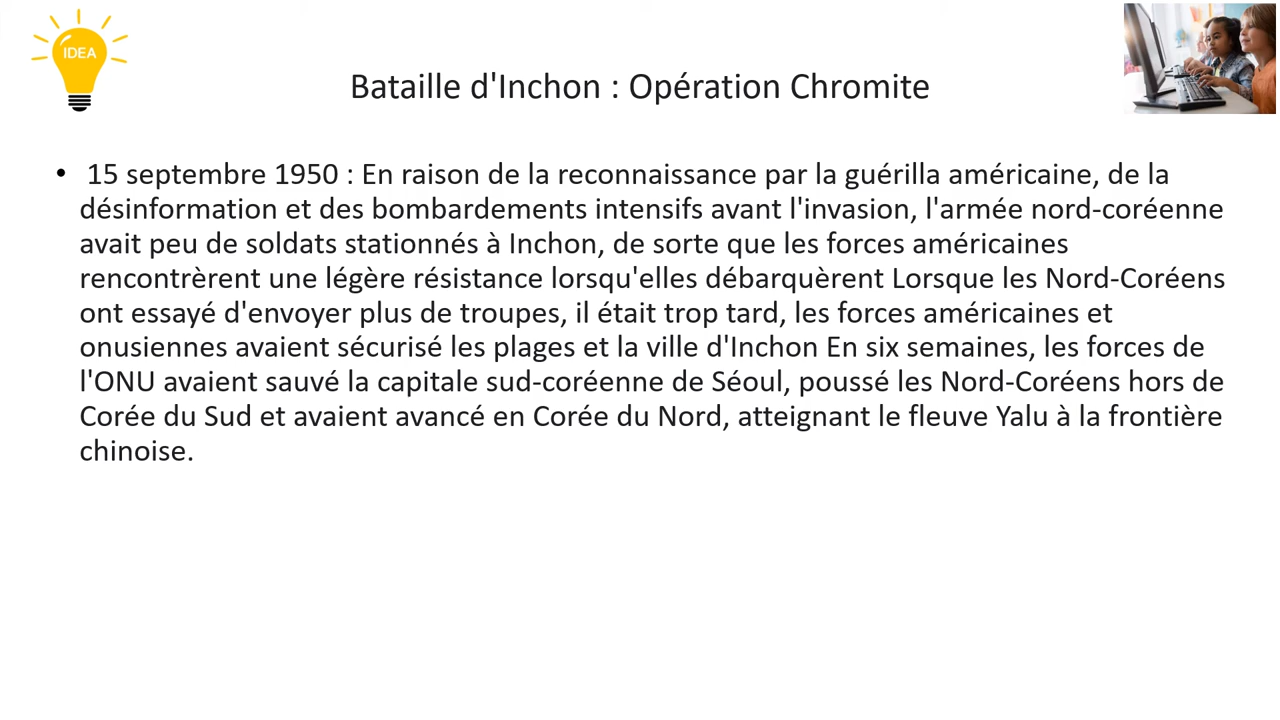 IDEA
Bataille d'Inchon : Opération Chromite
• 15 septembre 1950 : En raison de la reconnaissance par la guérilla américaine, de la
désinformation et des bombardements intensifs avant l'invasion, l'armée nord-coréenne
avait peu de soldats stationnés à Inchon, de sorte que les forces américaines
rencontrèrent une légère résistance lorsqu'elles débarquèrent Lorsque les Nord-Coréens
ont essayé d'envoyer plus de troupes, il était trop tard, les forces américaines et
onusiennes avaient sécurisé les plages et la ville d'Inchon En six semaines, les forces de
l'ONU avaient sauvé la capitale sud-coréenne de Séoul, poussé les Nord-Coréens hors de
Corée du Sud et avaient avancé en Corée du Nord, atteignant le fleuve Yalu à la frontière
chinoise.